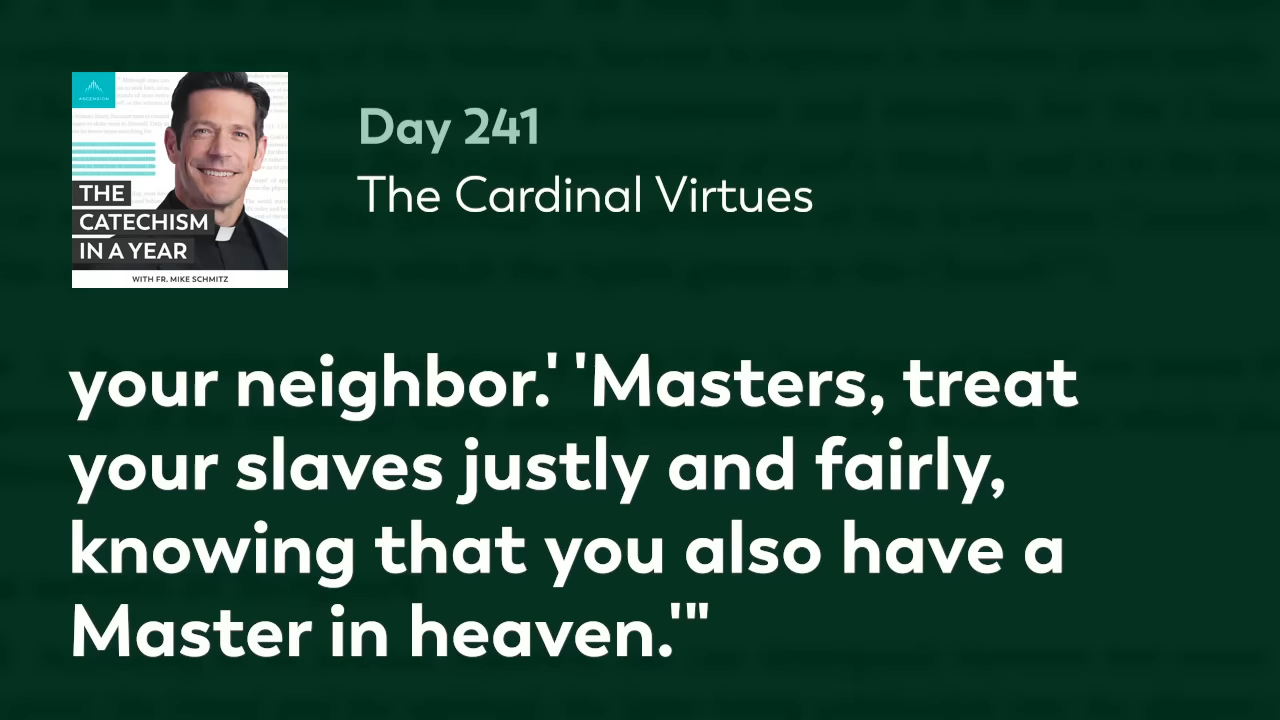 ASCENSION
THE
CATECHISM
IN A YEAR
WITH FR. MIKE SCHMITZ
Day 241
The Cardinal Virtues
your neighbor.' 'Masters, treat
your slaves justly and fairly,
knowing that you also have a
Master in heaven.'"